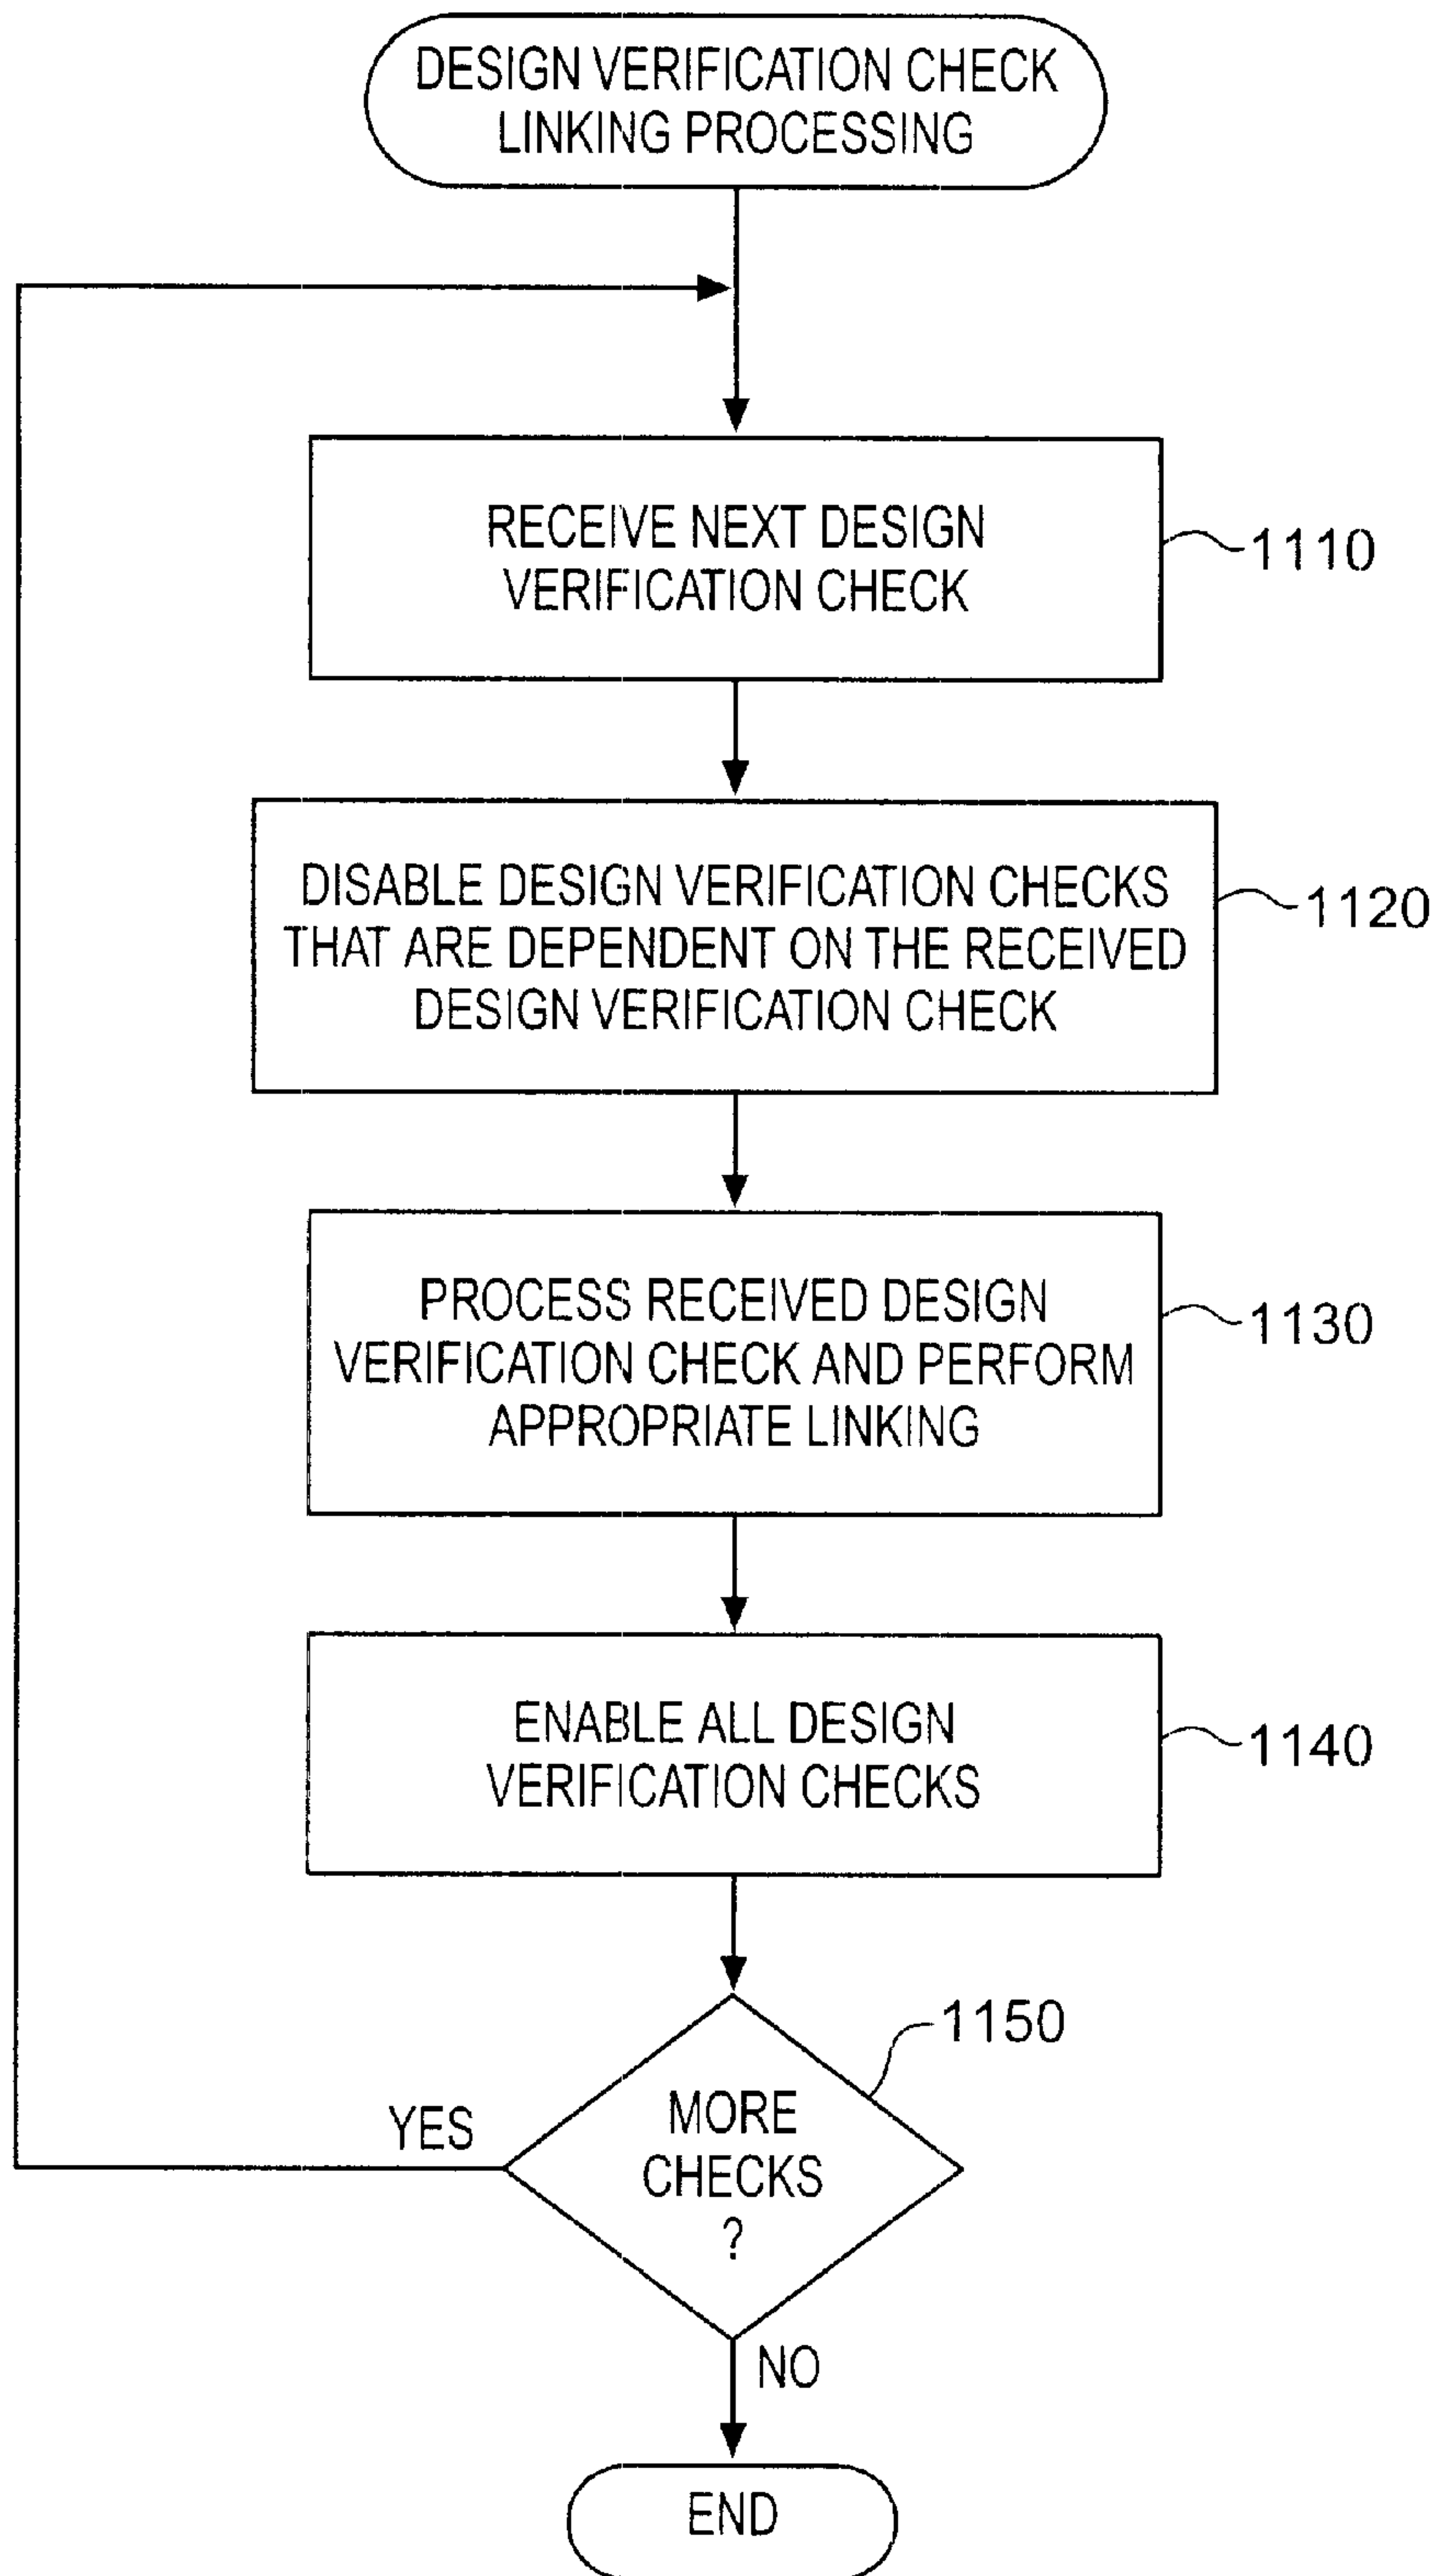 DESIGN VERIFICATION CHECK
LINKING PROCESSING
RECEIVE NEXT DESIGN
VERIFICATION CHECK
1110
DISABLE DESIGN VERIFICATION CHECKS
THAT ARE DEPENDENT ON THE RECEIVED
DESIGN VERIFICATION CHECK
1120
PROCESS RECEIVED DESIGN
VERIFICATION CHECK AND PERFORM
APPROPRIATE LINKING
1130
ENABLE ALL DESIGN
VERIFICATION CHECKS
1140
1150
MORE
CHECKS
?
YES
NO
END